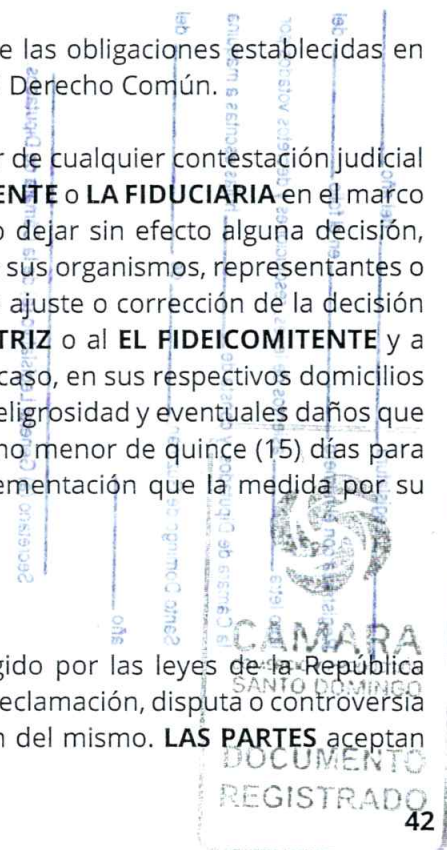 e las obligaciones establecidas en
Derecho Común.
r de cualquier contestación judicial
ENTE o LA FIDUCIARIA en el marco
o dejar sin efecto alguna decisión,
sus organismos, representantes o
ajuste o corrección de la decisión
TRIZ o al EL FIDEICOMITENTE y a
caso, en sus respectivos domicilios
eligrosidad y eventuales daños que
no menor de quince (15) días para
ementación que la medida por su
gido por las leyes de la República
eclamación, disputa o controversia
n del mismo. LAS PARTES aceptan
CAMARA
SANTO DOMINGO
DOCUMENTO
REGISTRADO
42